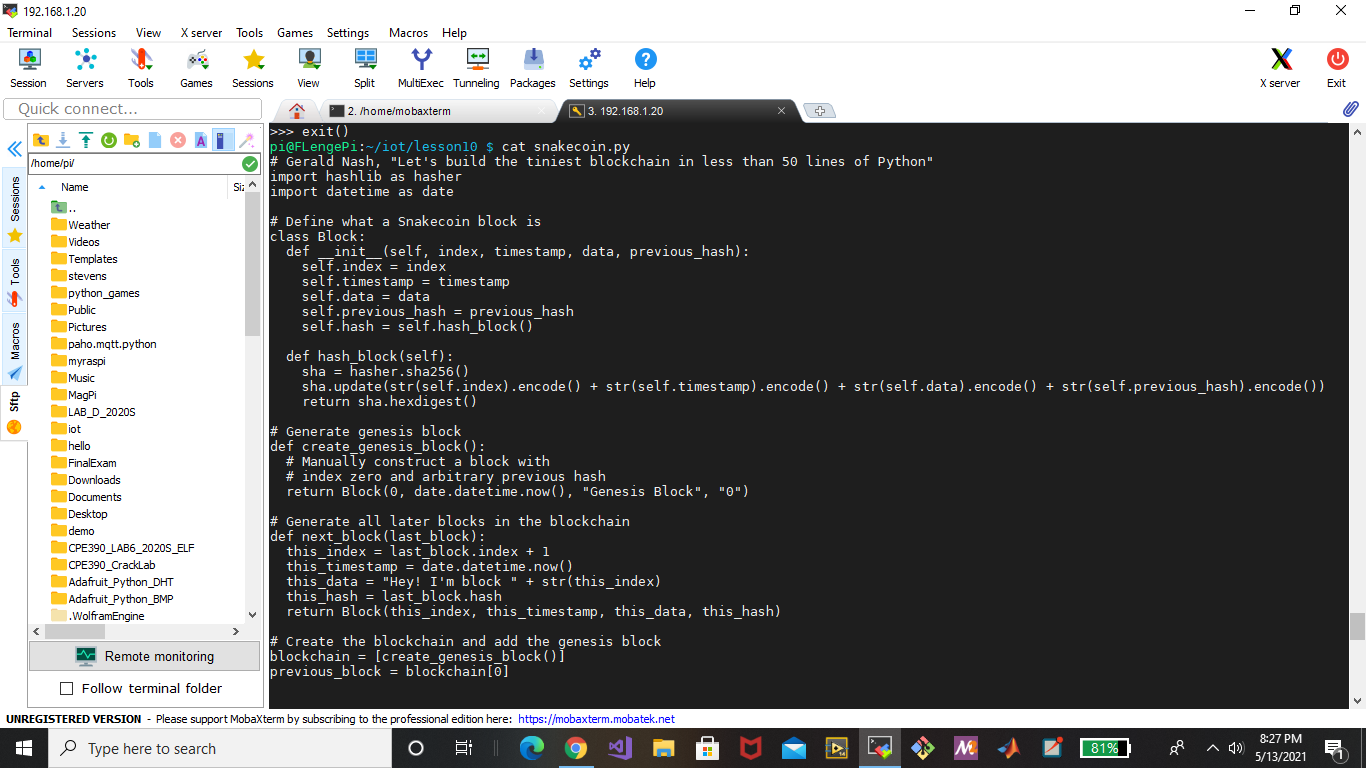 192.168.1.20
Terminal Sessions View X server Tools Games Settings Macros Help
Session Servers Tools Games Sessions View Split MultiExec Tunneling Packages Settings Help X server Exit
Quick connect...
2. /home/mobaxterm
3. 192.168.1.20
/home/pi/
Name
Siz
Sessions
Tools
Macros
Sftp
..
Weather
Videos
Templates
stevens
python_games
Public
Pictures
paho.mqtt.python
myraspi
Music
MagPi
LAB_D_2020S
iot
hello
FinalExam
Downloads
Documents
Desktop
demo
CPE390_LAB6_2020S_ELF
CPE390_CrackLab
Adafruit_Python_DHT
Adafruit_Python_BMP
.WolframEngine
Remote monitoring
Follow terminal folder
>>> exit()
pi@FLengePi:~/iot/lesson10 $ cat snakecoin.py
# Gerald Nash, "Let's build the tiniest blockchain in less than 50 lines of Python"
import hashlib as hasher
import datetime as date
# Define what a Snakecoin block is
class Block:
  def __init__(self, index, timestamp, data, previous_hash):
    self.index = index
    self.timestamp = timestamp
    self.data = data
    self.previous_hash = previous_hash
    self.hash = self.hash_block()
  def hash_block(self):
    sha = hasher.sha256()
    sha.update(str(self.index).encode() + str(self.timestamp).encode() + str(self.data).encode() + str(self.previous_hash).encode())
    return sha.hexdigest()
# Generate genesis block
def create_genesis_block():
  # Manually construct a block with
  # index zero and arbitrary previous hash
  return Block(0, date.datetime.now(), "Genesis Block", "0")
# Generate all later blocks in the blockchain
def next_block(last_block):
  this_index = last_block.index + 1
  this_timestamp = date.datetime.now()
  this_data = "Hey! I'm block " + str(this_index)
  this_hash = last_block.hash
  return Block(this_index, this_timestamp, this_data, this_hash)
# Create the blockchain and add the genesis block
blockchain = [create_genesis_block()]
previous_block = blockchain[0]
UNREGISTERED VERSION - Please support MobaXterm by subscribing to the professional edition here: https://mobaxterm.mobatek.net
Type here to search
81%
8:27 PM
5/13/2021
1